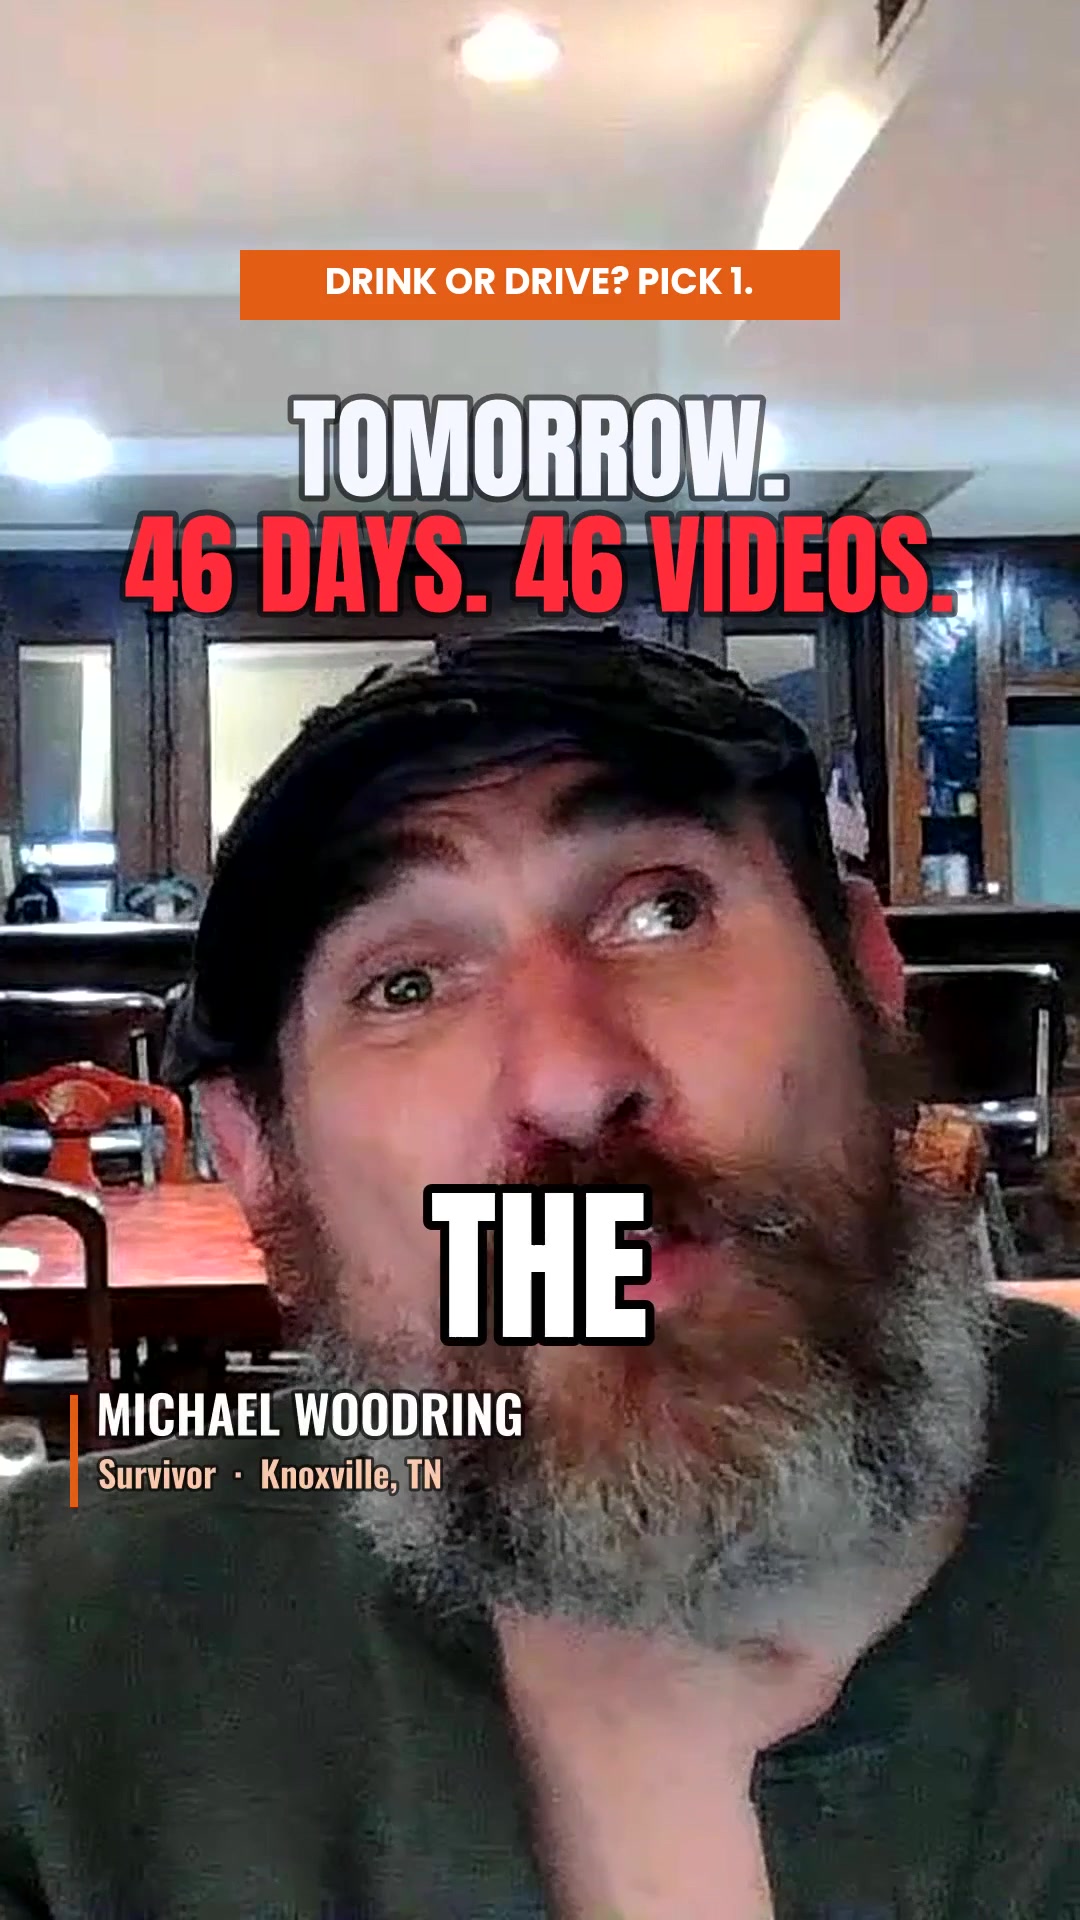 DRINK OR DRIVE? PICK 1.
TOMORROW.
46 DAYS. 46 VIDEOS.
THE
MICHAEL WOODRING
Survivor · Knoxville, TN